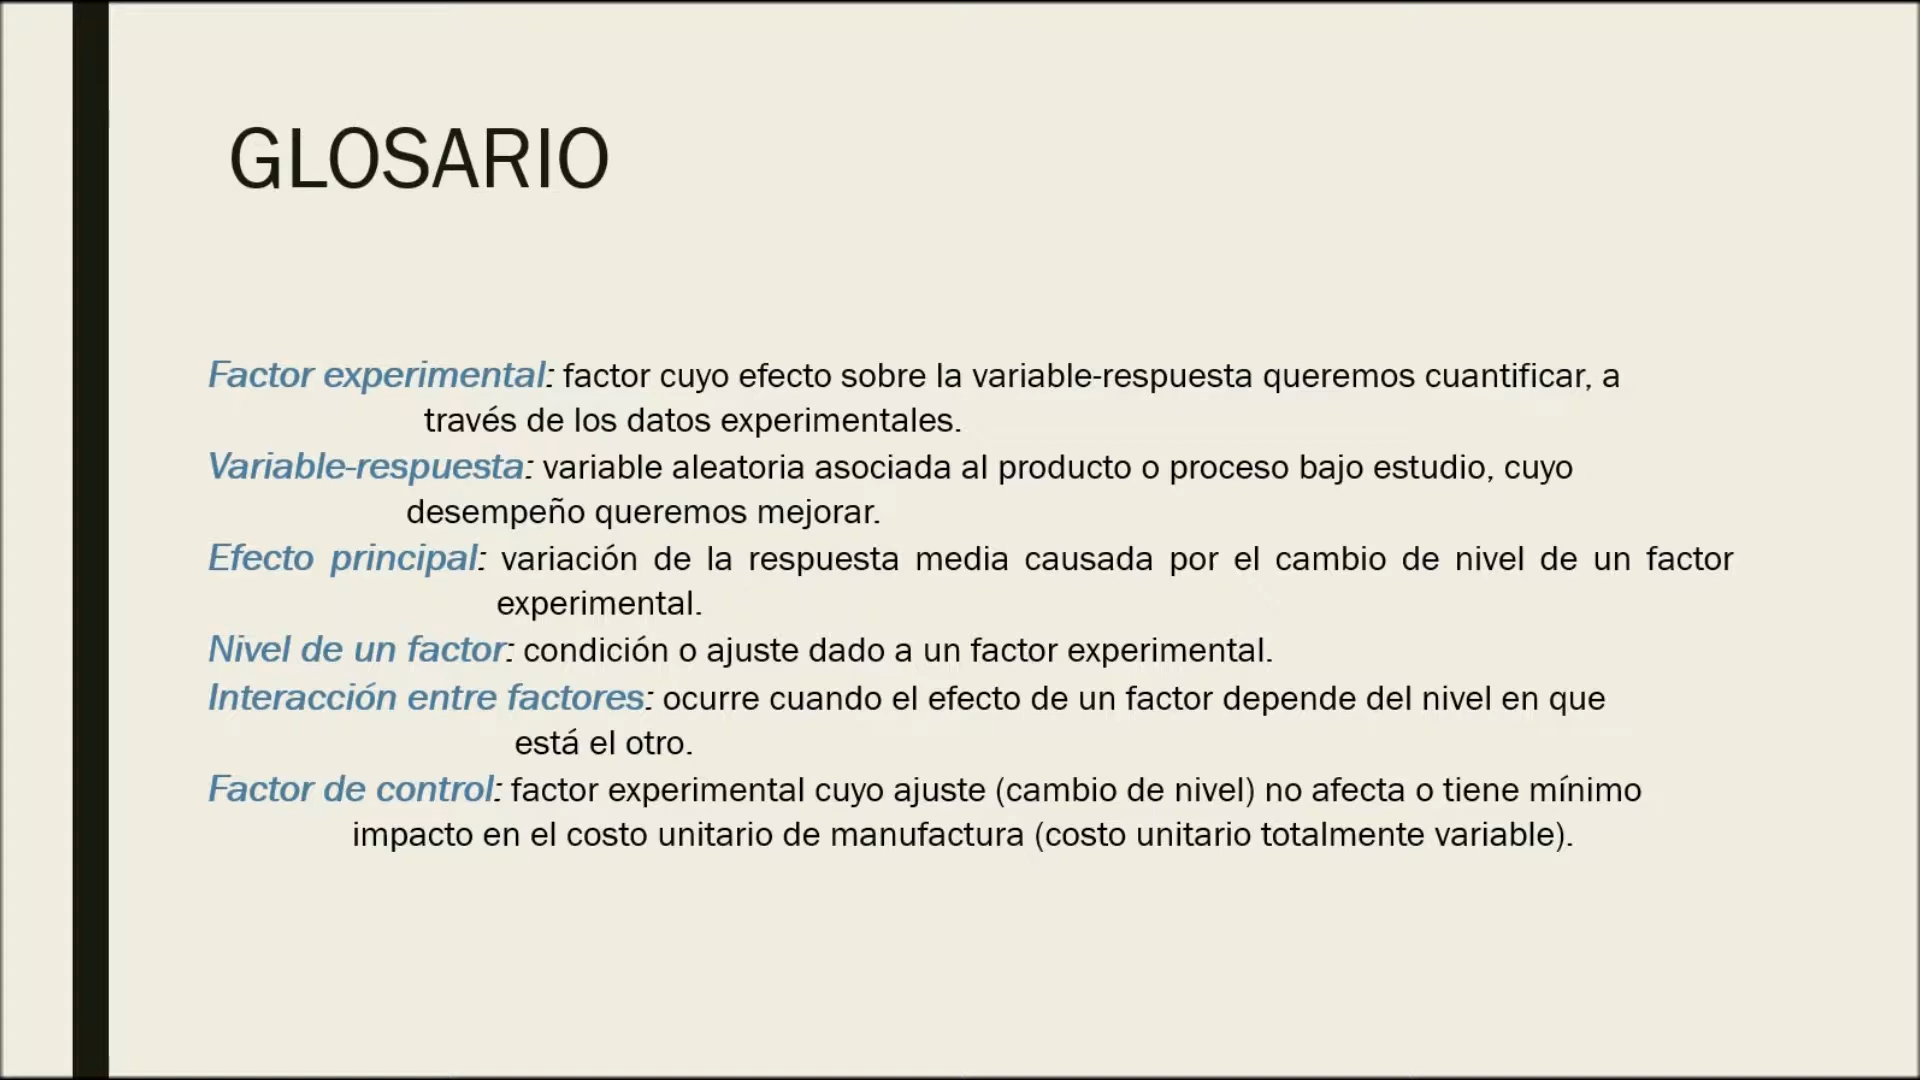 GLOSARIO
Factor experimental: factor cuyo efecto sobre la variable-respuesta queremos cuantificar, a
través de los datos experimentales.
Variable-respuesta: variable aleatoria asociada al producto o proceso bajo estudio, cuyo
desempeño queremos mejorar.
Efecto principal: variación de la respuesta media causada por el cambio de nivel de un factor
experimental.
Nivel de un factor: condición o ajuste dado a un factor experimental.
Interacción entre factores: ocurre cuando el efecto de un factor depende del nivel en que
está el otro.
Factor de control: factor experimental cuyo ajuste (cambio de nivel) no afecta o tiene mínimo
impacto en el costo unitario de manufactura (costo unitario totalmente variable).